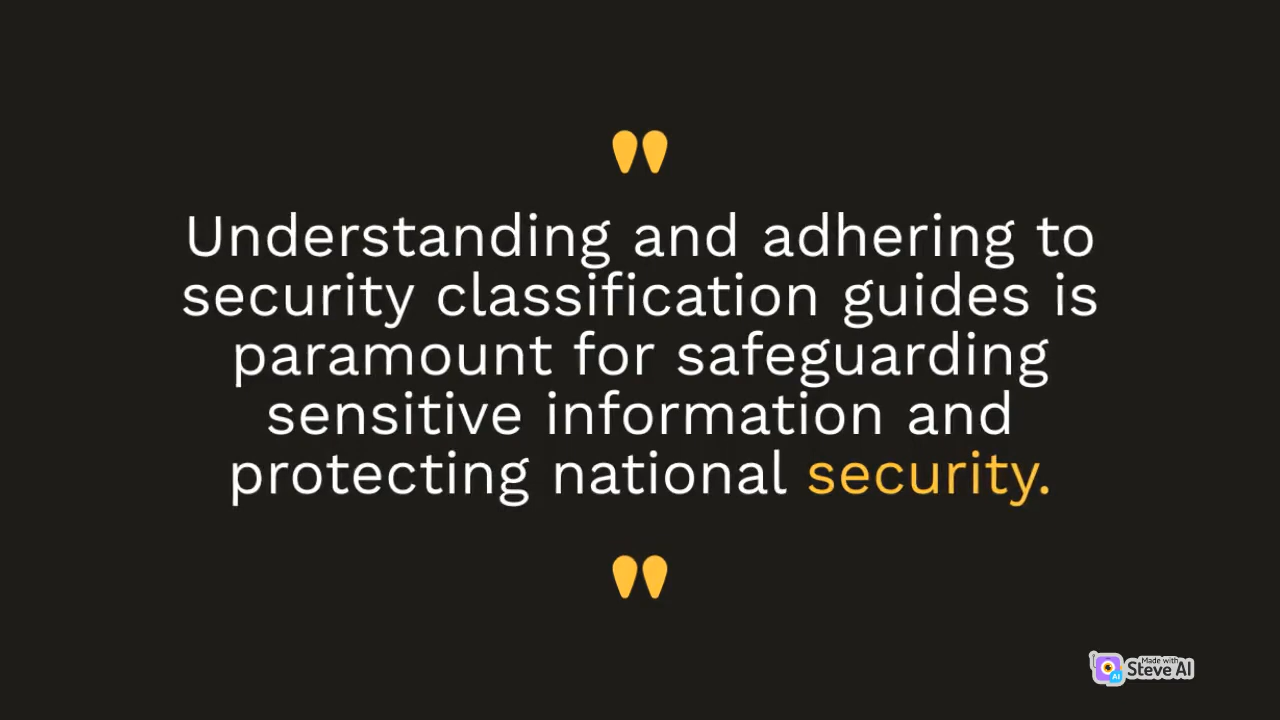 "
Understanding and adhering to
security classification guides is
paramount for safeguarding
sensitive information and
protecting national security.
"
Made with
Steve AI
AI